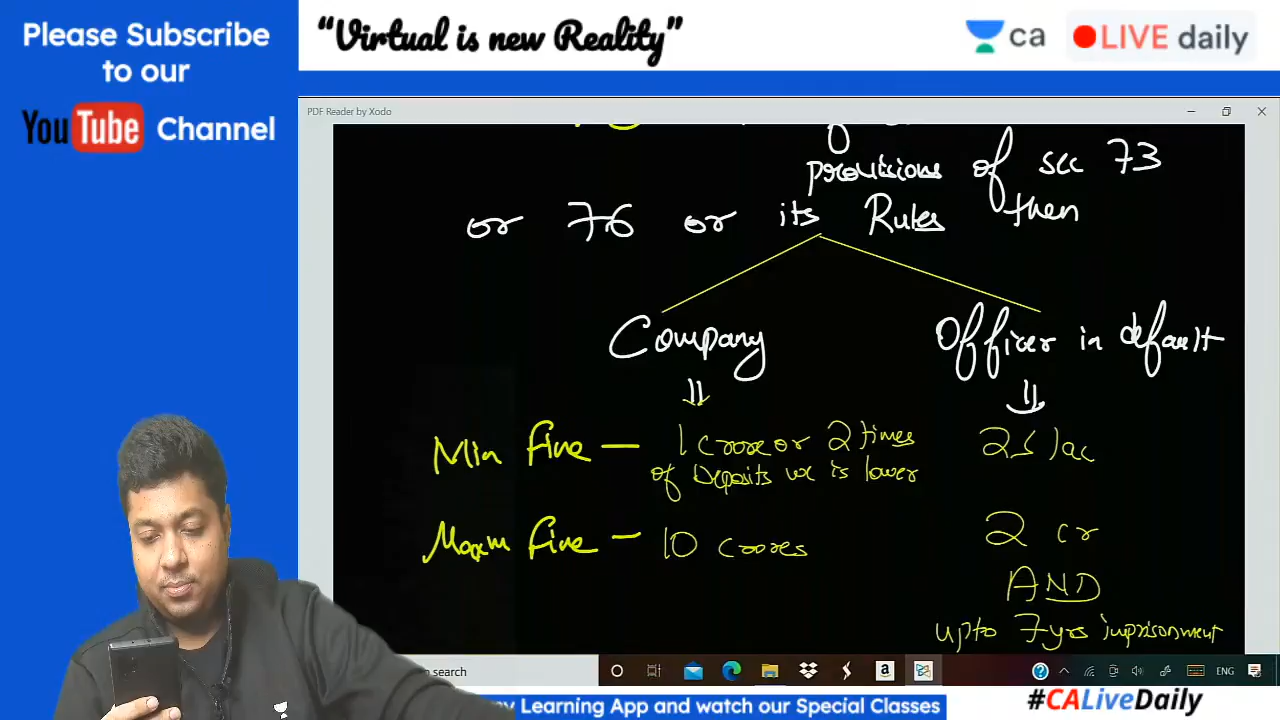 Please Subscribe
to our
YouTube Channel
“Virtual is new Reality”
ca
LIVE daily
PDF Reader by Xodo
provisions of sec 73
or 76 or its Rules then
Company
Officer in default
Min Fine — 1 crore or 2 times
of Deposits wc is lower
25 lac
Maxm Fine — 10 crores
2 cr
AND
upto 7 yrs imprisonment
search
ENG
y Learning App and watch our Special Classes
#CALiveDaily